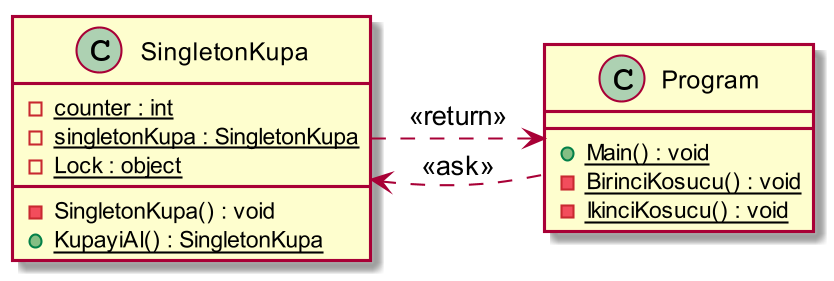 C SingletonKupa
counter : int
singletonKupa : SingletonKupa
Lock : object
SingletonKupa() : void
KupayiAl() : SingletonKupa
«return»
«ask»
C Program
Main() : void
BirinciKosucu() : void
IkinciKosucu() : void